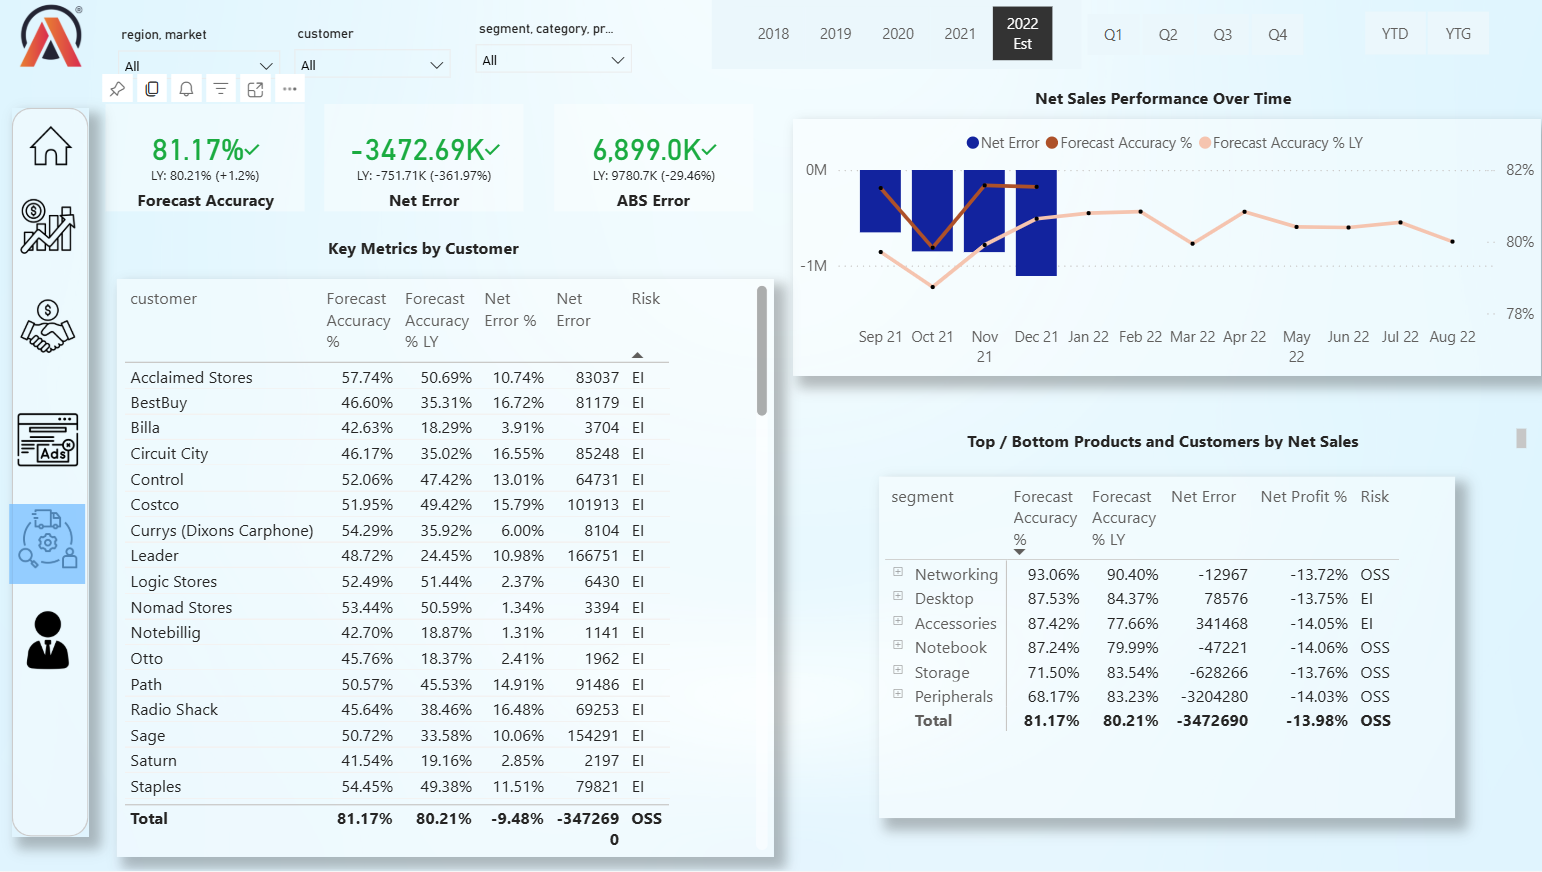 region, market
customer
segment, category, pr...
All
All
All
2018 2019 2020 2021 2022
Est
Q1 Q2 Q3 Q4
YTD YTG
81.17%
LY: 80.21% (+1.2%)
Forecast Accuracy
-3472.69K
LY: -751.71K (-361.97%)
Net Error
6,899.0K
LY: 9780.7K (-29.46%)
ABS Error
Net Sales Performance Over Time
Net Error Forecast Accuracy % Forecast Accuracy % LY
0M
-1M
82%
80%
78%
Sep 21 Oct 21 Nov 21 Dec 21 Jan 22 Feb 22 Mar 22 Apr 22 May 22 Jun 22 Jul 22 Aug 22
Ads
Key Metrics by Customer
customer Forecast Accuracy % Forecast Accuracy % LY Net Error % Net Error Risk
Acclaimed Stores 57.74% 50.69% 10.74% 83037 EI
BestBuy 46.60% 35.31% 16.72% 81179 EI
Billa 42.63% 18.29% 3.91% 3704 EI
Circuit City 46.17% 35.02% 16.55% 85248 EI
Control 52.06% 47.42% 13.01% 64731 EI
Costco 51.95% 49.42% 15.79% 101913 EI
Currys (Dixons Carphone) 54.29% 35.92% 6.00% 8104 EI
Leader 48.72% 24.45% 10.98% 166751 EI
Logic Stores 52.49% 51.44% 2.37% 6430 EI
Nomad Stores 53.44% 50.59% 1.34% 3394 EI
Notebillig 42.70% 18.87% 1.31% 1141 EI
Otto 45.76% 18.37% 2.41% 1962 EI
Path 50.57% 45.53% 14.91% 91486 EI
Radio Shack 45.64% 38.46% 16.48% 69253 EI
Sage 50.72% 33.58% 10.06% 154291 EI
Saturn 41.54% 19.16% 2.85% 2197 EI
Staples 54.45% 49.38% 11.51% 79821 EI
Total 81.17% 80.21% -9.48% -3472690 OSS
Top / Bottom Products and Customers by Net Sales
segment Forecast Accuracy % Forecast Accuracy % LY Net Error Net Profit % Risk
Networking 93.06% 90.40% -12967 -13.72% OSS
Desktop 87.53% 84.37% 78576 -13.75% EI
Accessories 87.42% 77.66% 341468 -14.05% EI
Notebook 87.24% 79.99% -47221 -14.06% OSS
Storage 71.50% 83.54% -628266 -13.76% OSS
Peripherals 68.17% 83.23% -3204280 -14.03% OSS
Total 81.17% 80.21% -3472690 -13.98% OSS